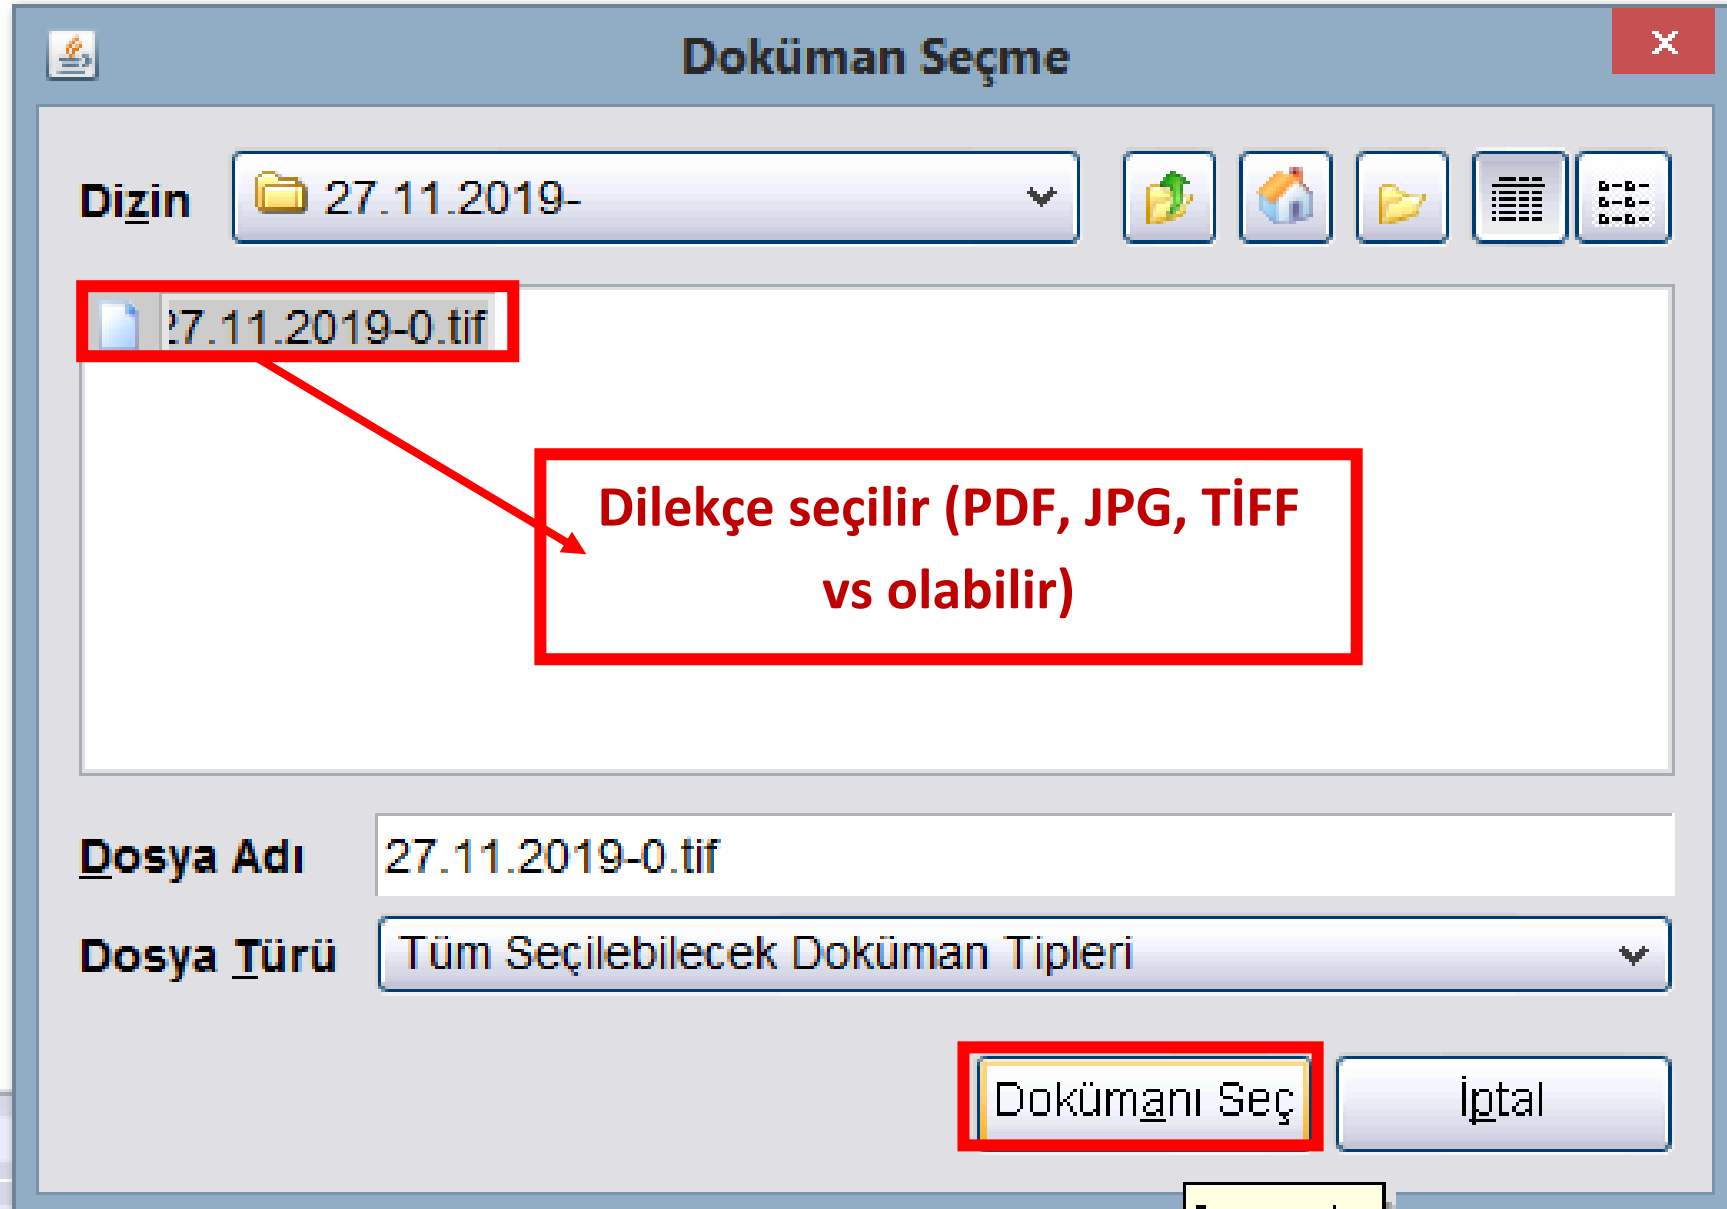 Doküman Seçme
Dizin 27.11.2019-
27.11.2019-0.tif
Dilekçe seçilir (PDF, JPG, TİFF
vs olabilir)
Dosya Adı 27.11.2019-0.tif
Dosya Türü Tüm Seçilebilecek Doküman Tipleri
Dokümanı Seç İptal